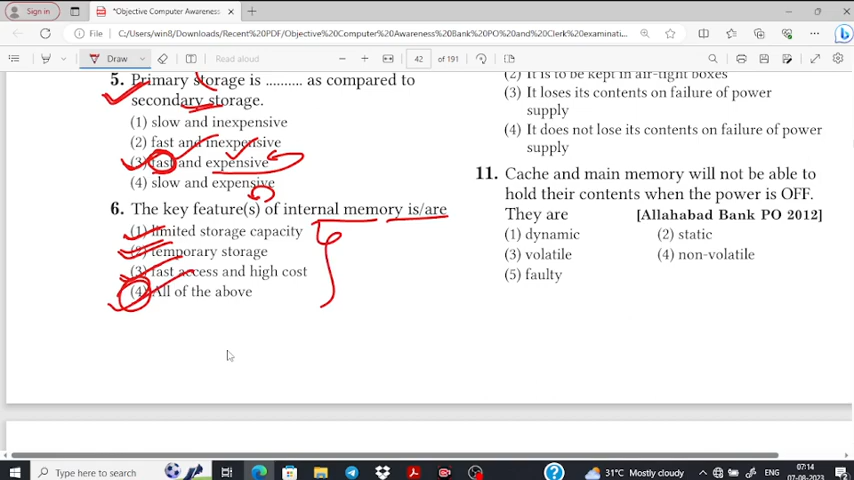 Sign in
*Objective Computer Awareness
C:/Users/win8/Downloads/Recent%20PDF/Objective%20Computer%20Awareness%20Bank%20PO%20and%20Clerk%20examinati...
Draw
Read aloud
42 of 191
5. Primary storage is .......... as compared to
secondary storage.
(1) slow and inexpensive
(2) fast and inexpensive
(3) fast and expensive
(4) slow and expensive
6. The key feature(s) of internal memory is/are
(1) limited storage capacity
(2) temporary storage
(3) fast access and high cost
(4) All of the above
(2) It is to be kept in air-tight boxes
(3) It loses its contents on failure of power
supply
(4) It does not lose its contents on failure of power
supply
11. Cache and main memory will not be able to
hold their contents when the power is OFF.
They are [Allahabad Bank PO 2012]
(1) dynamic (2) static
(3) volatile (4) non-volatile
(5) faulty
Type here to search
31°C Mostly cloudy
ENG
07:14
07-08-2023